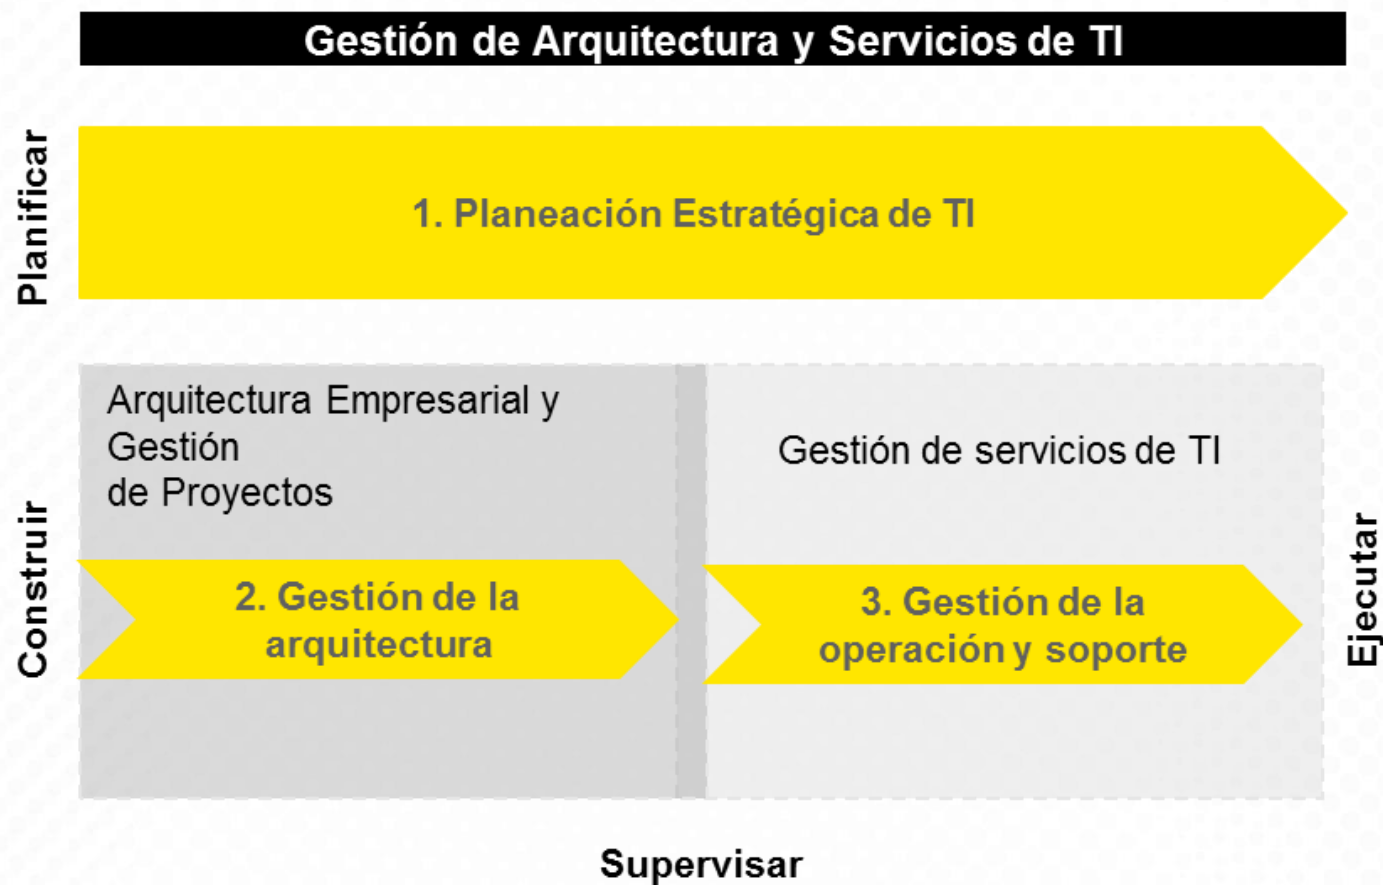 Gestión de Arquitectura y Servicios de TI
Planificar
1. Planeación Estratégica de TI
Construir
Arquitectura Empresarial y
Gestión
de Proyectos
2. Gestión de la
arquitectura
Gestión de servicios de TI
3. Gestión de la
operación y soporte
Ejecutar
Supervisar